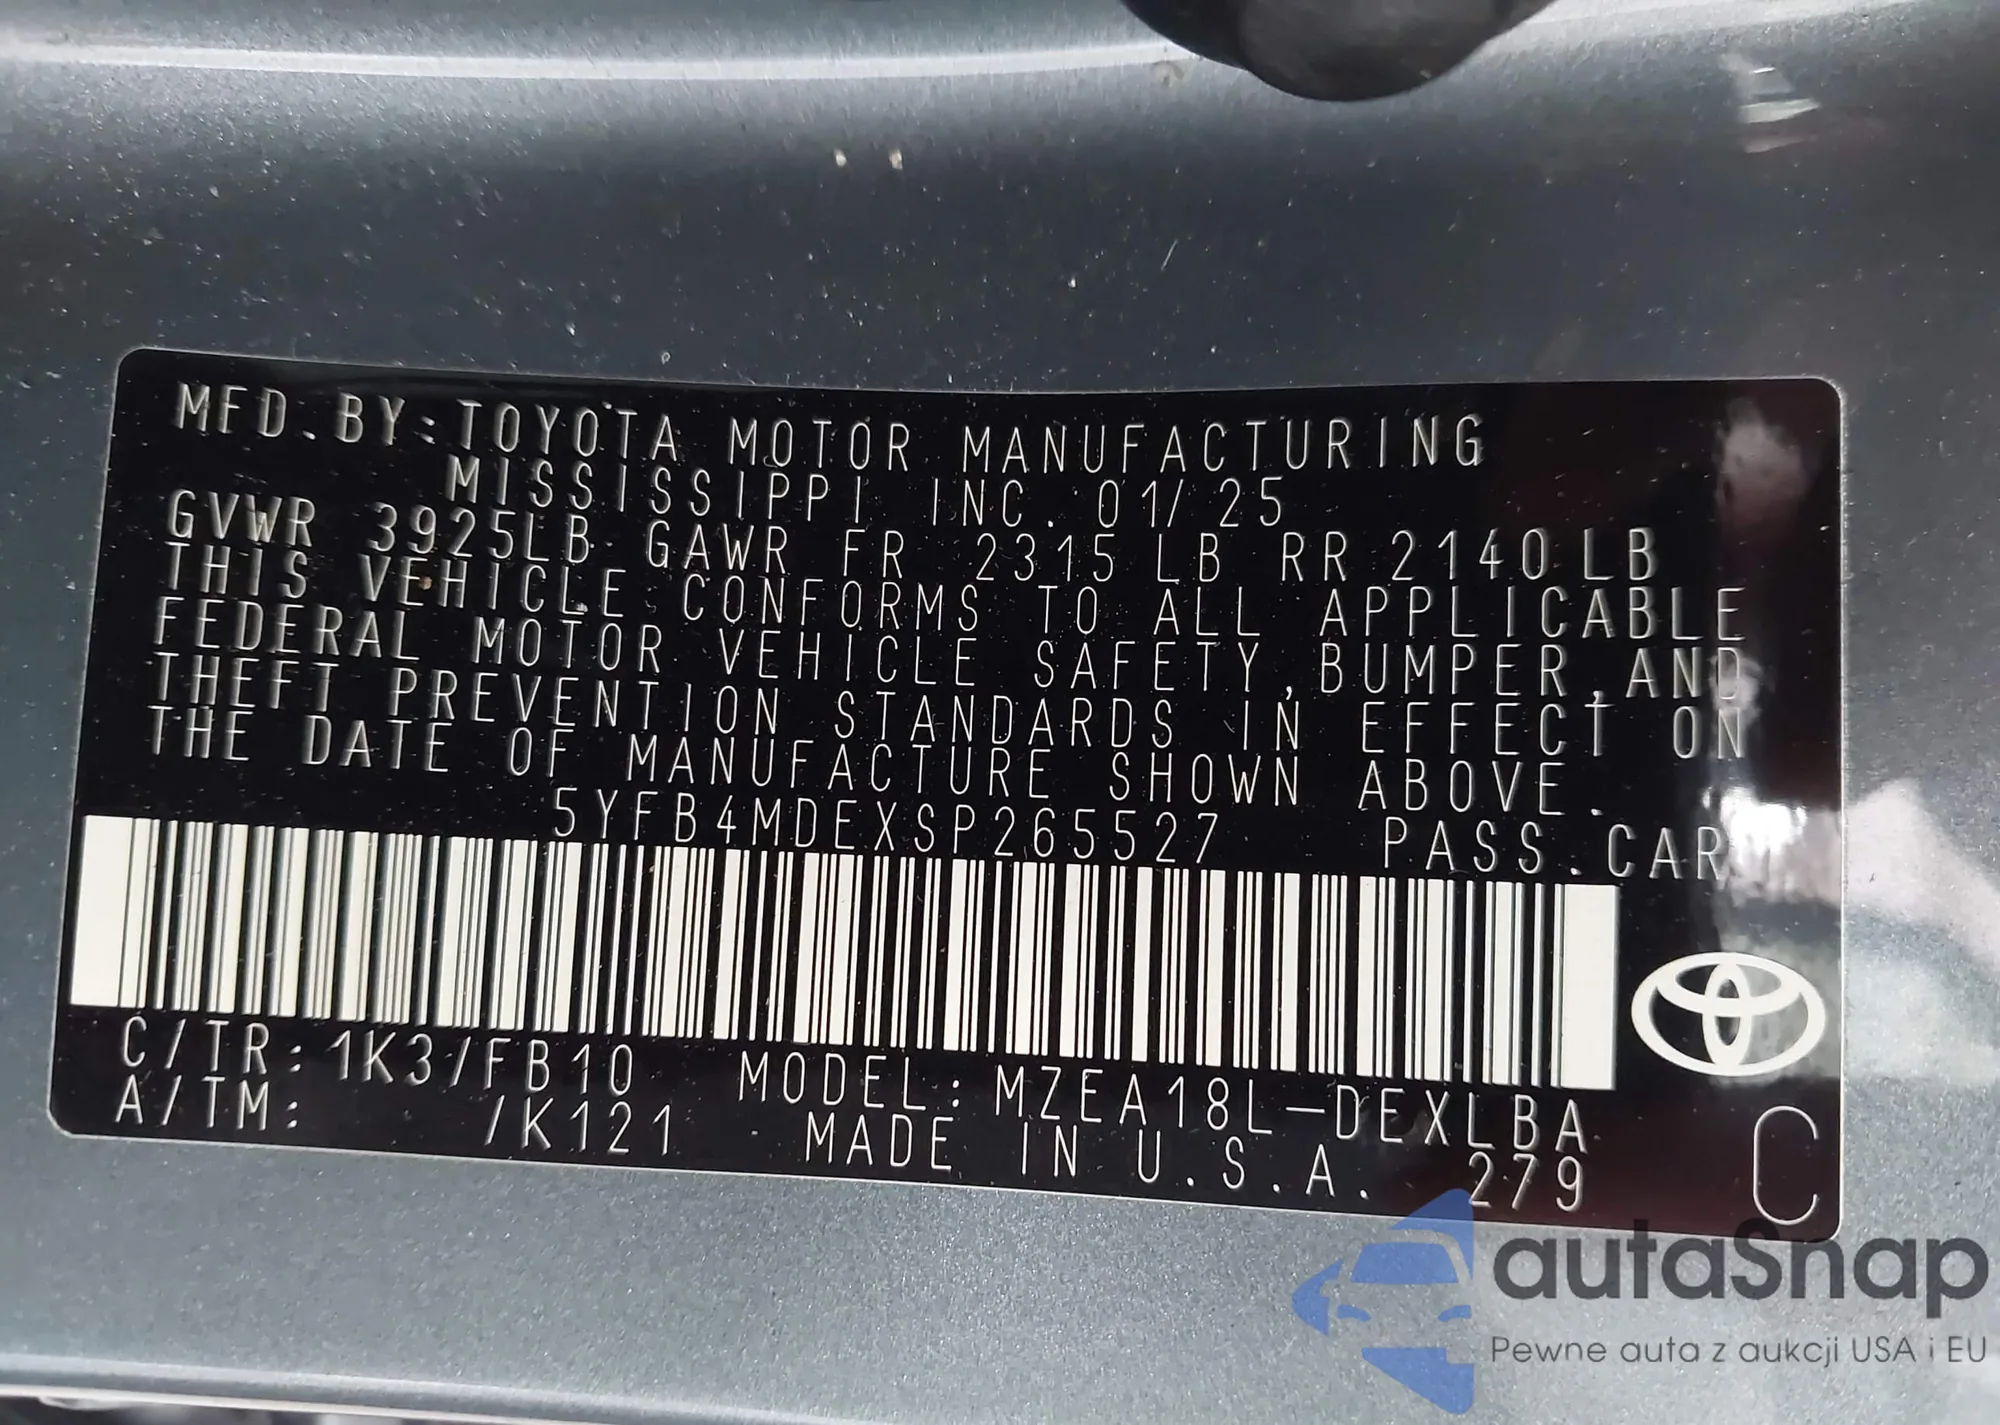 MFD.BY:TOYOTA MOTOR MANUFACTURING
MISSISSIPPI INC. 01/25
GVWR 3925LB GAWR FR 2315 LB RR 2140LB
THIS VEHICLE CONFORMS TO ALL APPLICABLE
FEDERAL MOTOR VEHICLE SAFETY,BUMPER,AND
THEFT PREVENTION STANDARDS IN EFFECT ON
THE DATE OF MANUFACTURE SHOWN ABOVE.
5YFB4MDEXSP265527 PASS.CAR
C/TR:1K3/FB10 MODEL:MZEA18L-DEXLBA
A/TM: /K121 MADE IN U.S.A. 279
C
autaSnap
Pewne auta z aukcji USA i EU